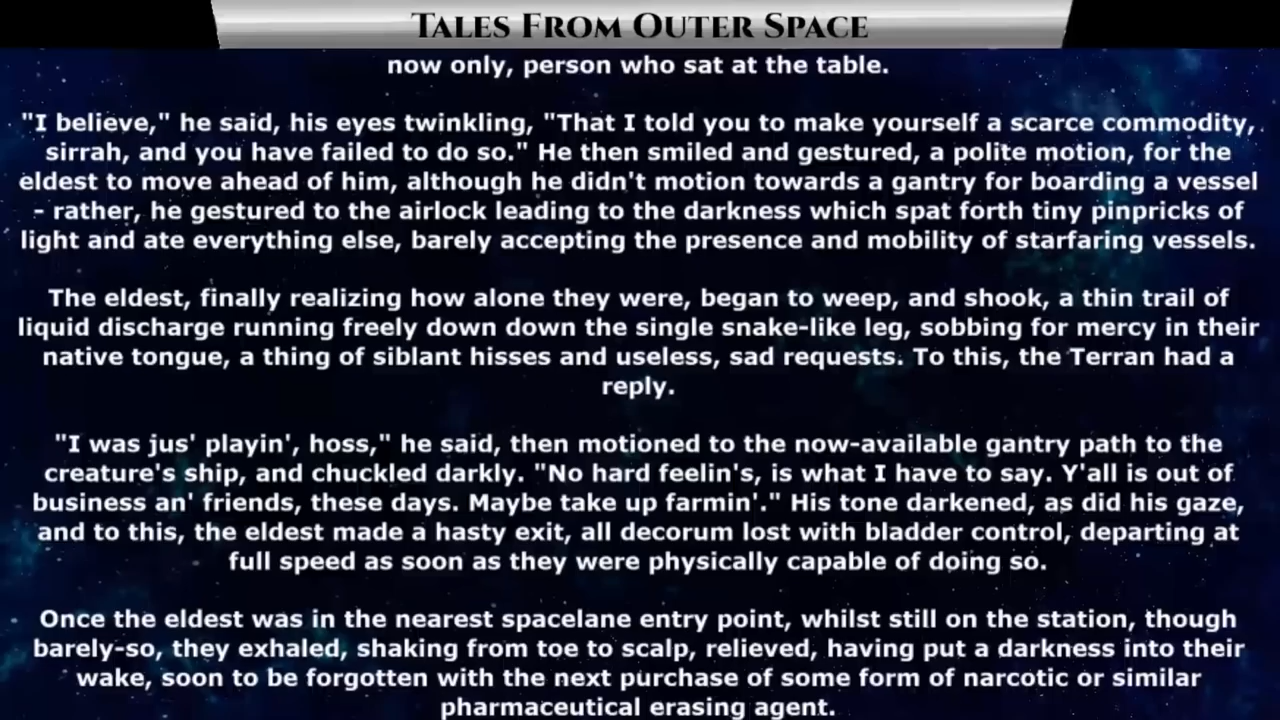 Tales From Outer Space
now only, person who sat at the table.
"I believe," he said, his eyes twinkling, "That I told you to make yourself a scarce commodity,
sirrah, and you have failed to do so." He then smiled and gestured, a polite motion, for the
eldest to move ahead of him, although he didn't motion towards a gantry for boarding a vessel
- rather, he gestured to the airlock leading to the darkness which spat forth tiny pinpricks of
light and ate everything else, barely accepting the presence and mobility of starfaring vessels.
The eldest, finally realizing how alone they were, began to weep, and shook, a thin trail of
liquid discharge running freely down down the single snake-like leg, sobbing for mercy in their
native tongue, a thing of siblant hisses and useless, sad requests. To this, the Terran had a
reply.
"I was jus' playin', hoss," he said, then motioned to the now-available gantry path to the
creature's ship, and chuckled darkly. "No hard feelin's, is what I have to say. Y'all is out of
business an' friends, these days. Maybe take up farmin'." His tone darkened, as did his gaze,
and to this, the eldest made a hasty exit, all decorum lost with bladder control, departing at
full speed as soon as they were physically capable of doing so.
Once the eldest was in the nearest spacelane entry point, whilst still on the station, though
barely-so, they exhaled, shaking from toe to scalp, relieved, having put a darkness into their
wake, soon to be forgotten with the next purchase of some form of narcotic or similar
pharmaceutical erasing agent.